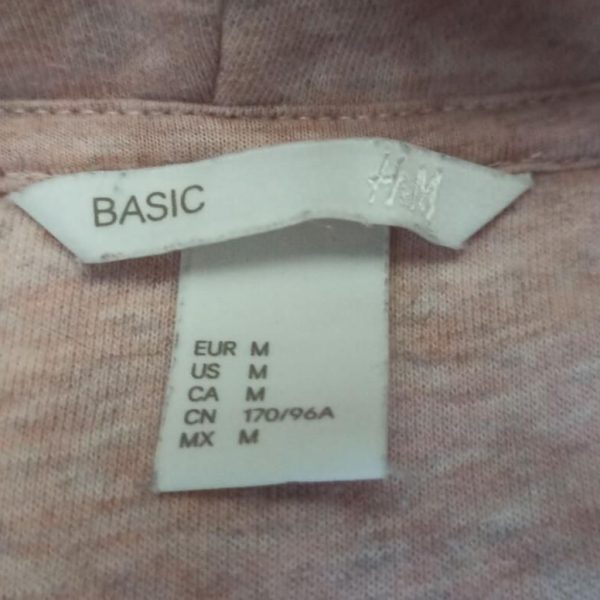 BASIC H&M
EUR M
US M
CA M
CN 170/96A
MX M